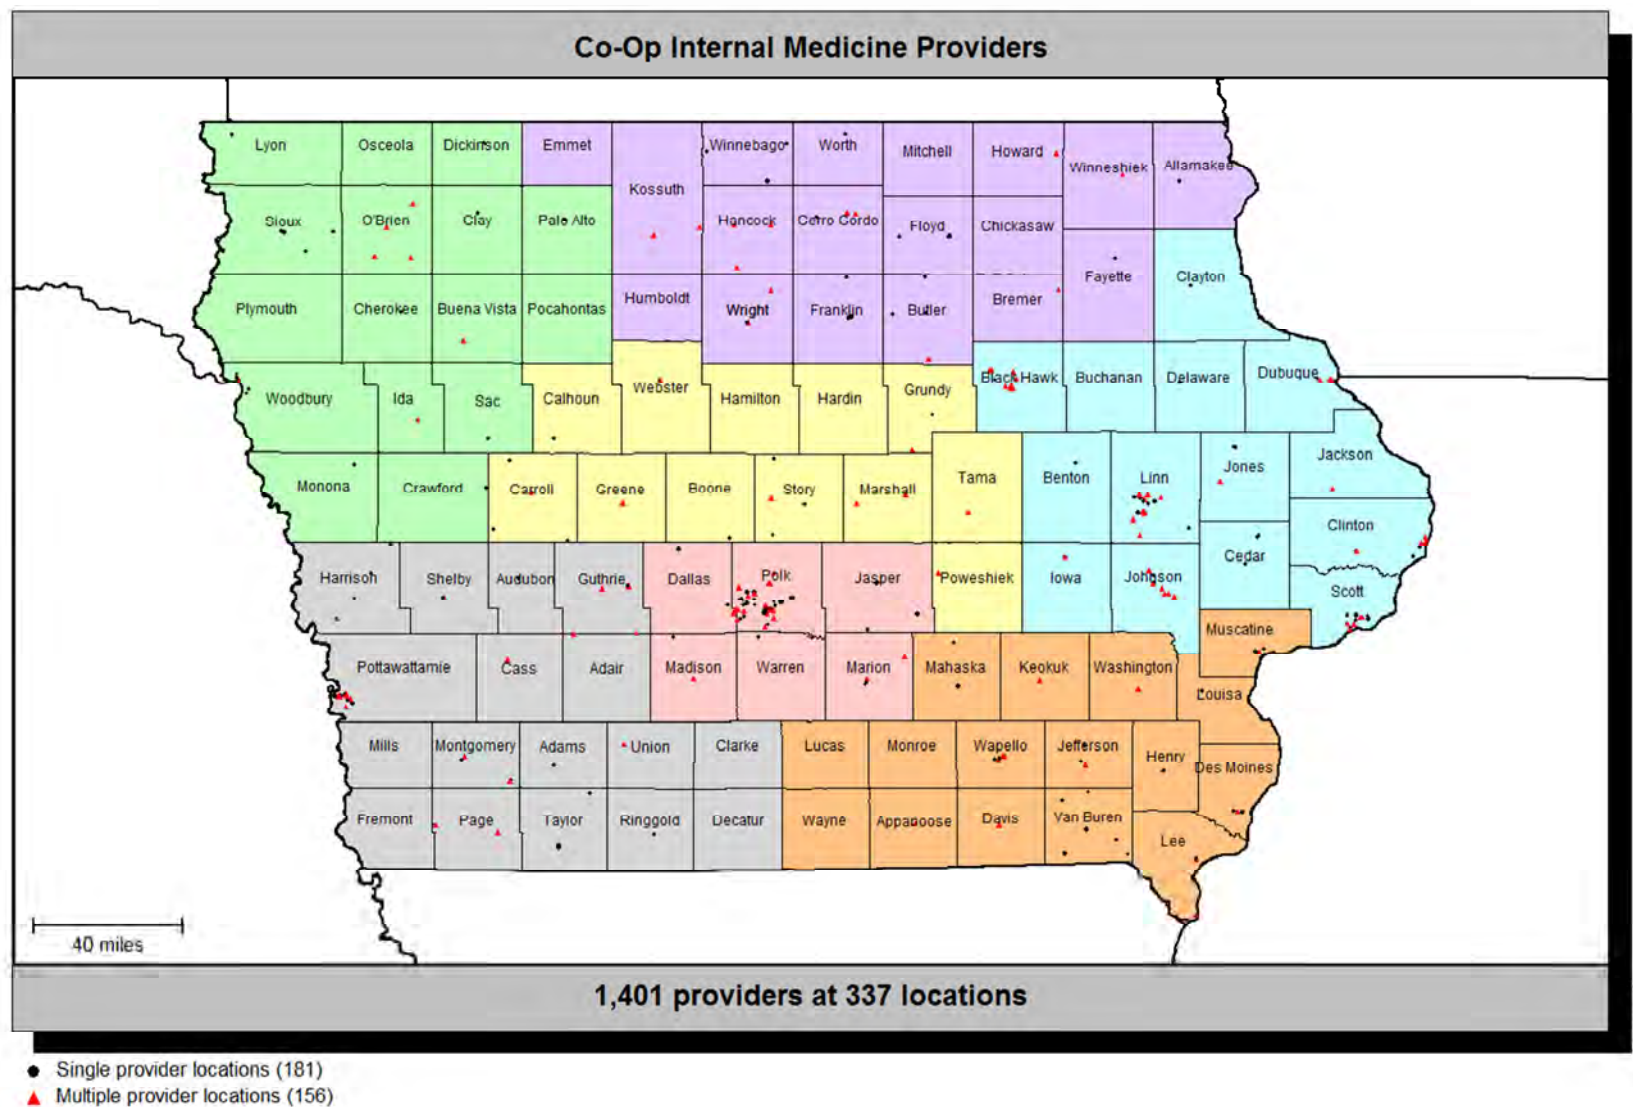 Co-Op Internal Medicine Providers
Lyon Osceola Dickinson Emmet Kossuth Winnebago Worth Mitchell Howard Winneshiek Allamakee
Sioux O'Brien Clay Palo Alto Hancock Cerro Gordo Floyd Chickasaw Fayette Clayton
Plymouth Cherokee Buena Vista Pocahontas Humboldt Wright Franklin Butler Bremer
Woodbury Ida Sac Calhoun Webster Hamilton Hardin Grundy Black Hawk Buchanan Delaware Dubuque
Monona Crawford Carroll Greene Boone Story Marshall Tama Benton Linn Jones Jackson
Clinton
Harrison Shelby Audubon Guthrie Dallas Polk Jasper Poweshiek Iowa Johnson Cedar Scott
Muscatine
Pottawattamie Cass Adair Madison Warren Marion Mahaska Keokuk Washington Louisa
Mills Montgomery Adams Union Clarke Lucas Monroe Wapello Jefferson Henry Des Moines
Fremont Page Taylor Ringgold Decatur Wayne Appanoose Davis Van Buren Lee
40 miles
1,401 providers at 337 locations
Single provider locations (181)
Multiple provider locations (156)